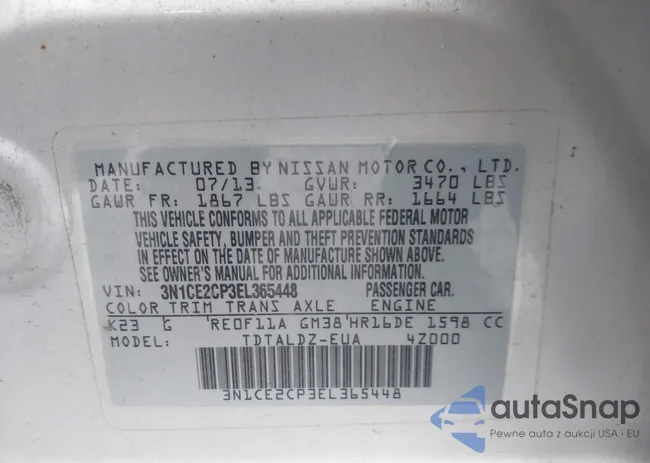 MANUFACTURED BY NISSAN MOTOR CO., LTD.
DATE: 07/13. GVWR: 3470 LBS
GAWR FR: 1867 LBS GAWR RR: 1664 LBS
THIS VEHICLE CONFORMS TO ALL APPLICABLE FEDERAL MOTOR
VEHICLE SAFETY, BUMPER AND THEFT PREVENTION STANDARDS
IN EFFECT ON THE DATE OF MANUFACTURE SHOWN ABOVE.
SEE OWNER'S MANUAL FOR ADDITIONAL INFORMATION.
VIN: 3N1CE2CP3EL365448 PASSENGER CAR.
COLOR TRIM TRANS AXLE ENGINE
K23 G 'RE0F11A GM38'HR16DE 1598 CC
MODEL: TDTALDZ-EUA 4Z000
3N1CE2CP3EL365448
autaSnap
Pewne auta z aukcji USA i EU